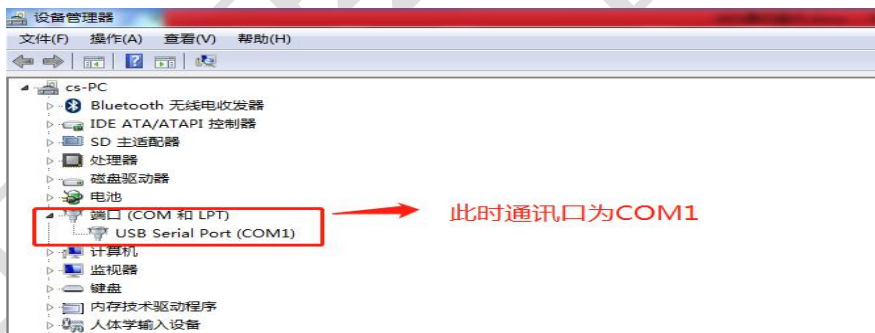 设备管理器
文件(F) 操作(A) 查看(V) 帮助(H)
cs-PC
Bluetooth 无线电收发器
IDE ATA/ATAPI 控制器
SD 主适配器
处理器
磁盘驱动器
电池
端口 (COM 和 LPT)
USB Serial Port (COM1)
此时通讯口为COM1
计算机
监视器
键盘
内存技术驱动程序
人体学输入设备